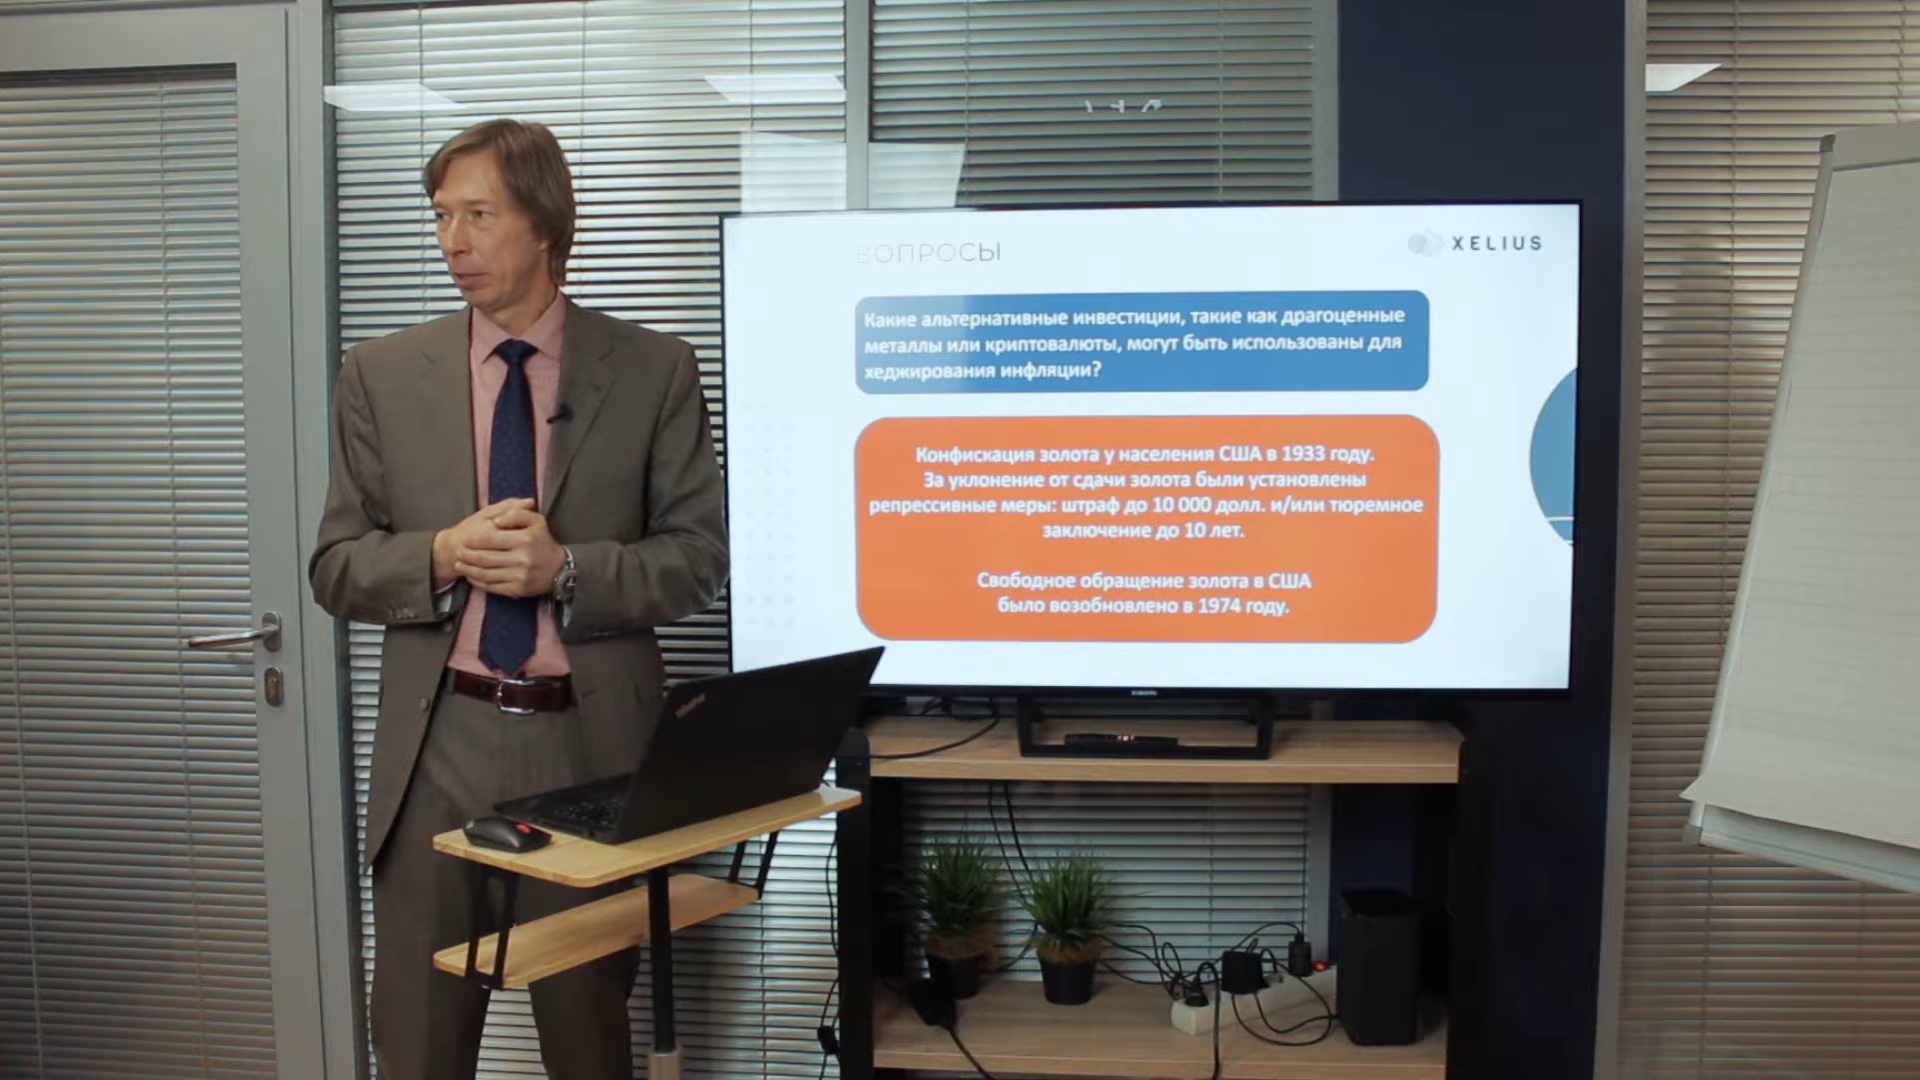 ВОПРОСЫ
XELIUS
Какие альтернативные инвестиции, такие как драгоценные
металлы или криптовалюты, могут быть использованы для
хеджирования инфляции?
Конфискация золота у населения США в 1933 году.
За уклонение от сдачи золота были установлены
репрессивные меры: штраф до 10 000 долл. и/или тюремное
заключение до 10 лет.
Свободное обращение золота в США
было возобновлено в 1974 году.